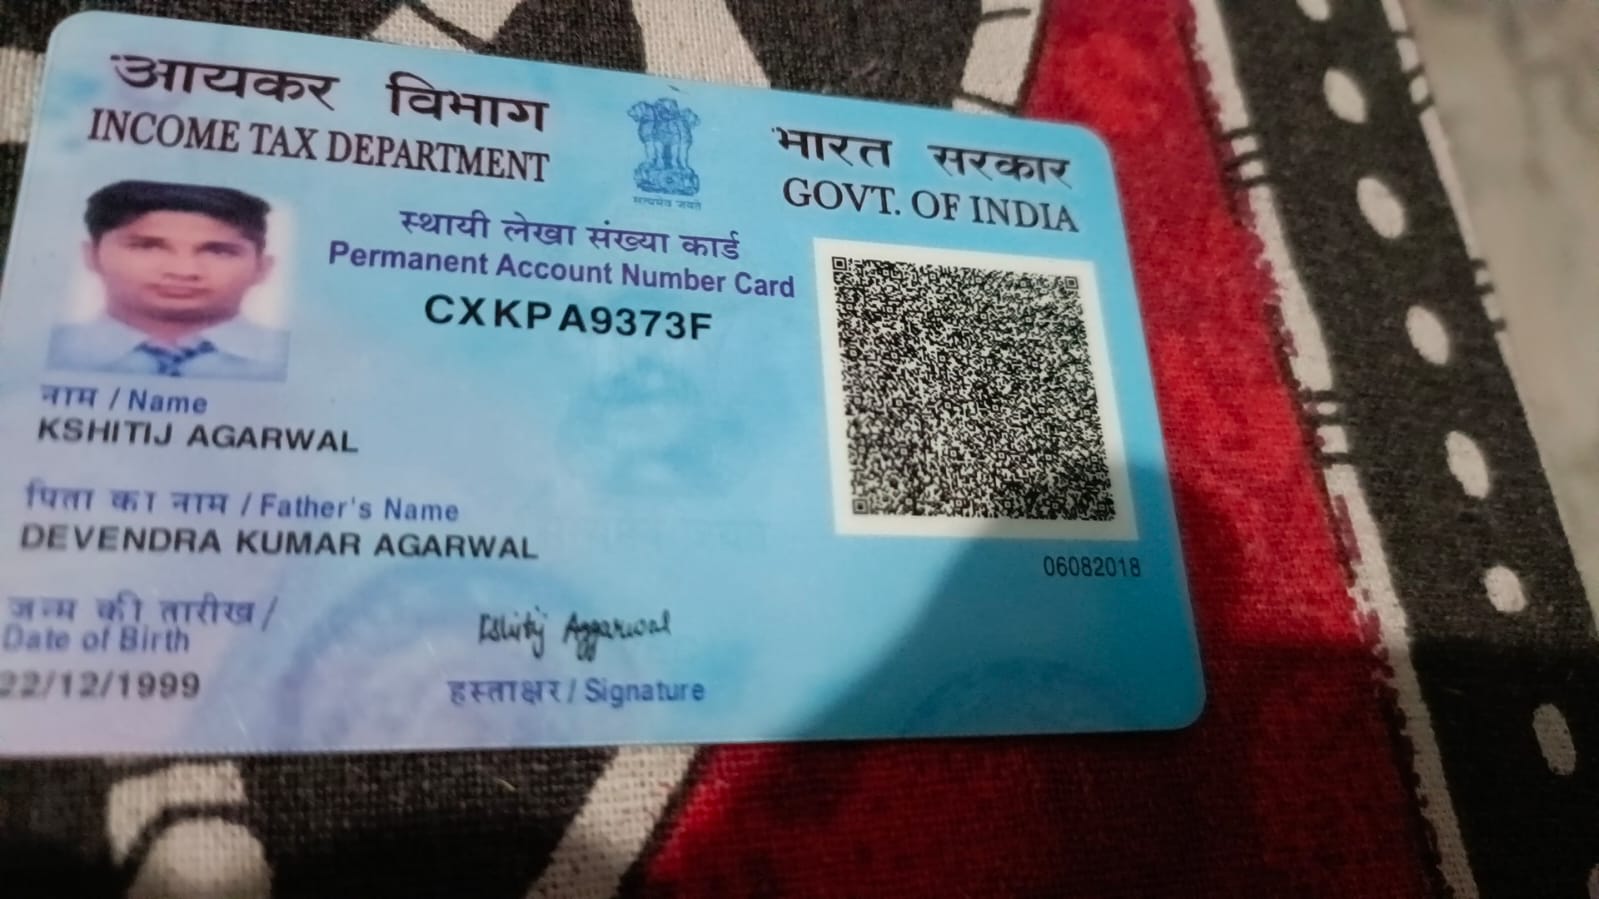 आयकर विभाग
INCOME TAX DEPARTMENT
सत्यमेव जयते
भारत सरकार
GOVT. OF INDIA
स्थायी लेखा संख्या कार्ड
Permanent Account Number Card
CXKPA9373F
नाम / Name
KSHITIJ AGARWAL
पिता का नाम / Father's Name
DEVENDRA KUMAR AGARWAL
06082018
जन्म की तारीख /
Date of Birth
22/12/1999
Kshitij Aggarwal
हस्ताक्षर / Signature